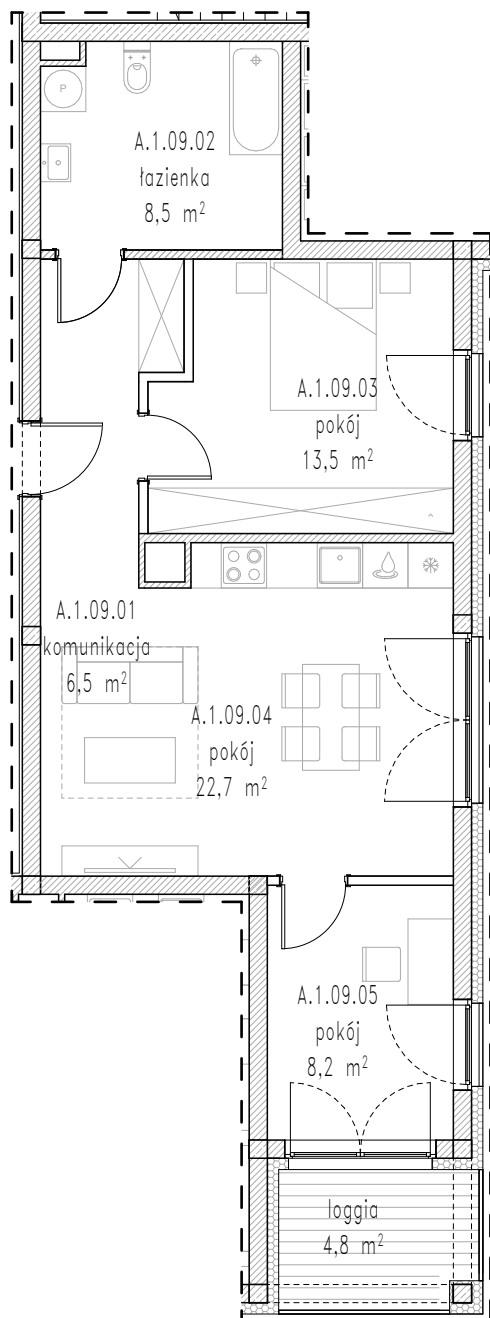 P
A.1.09.02
łazienka
8,5 m²
A.1.09.03
pokój
13,5 m²
A.1.09.01
komunikacja
6,5 m²
A.1.09.04
pokój
22,7 m²
A.1.09.05
pokój
8,2 m²
loggia
4,8 m²